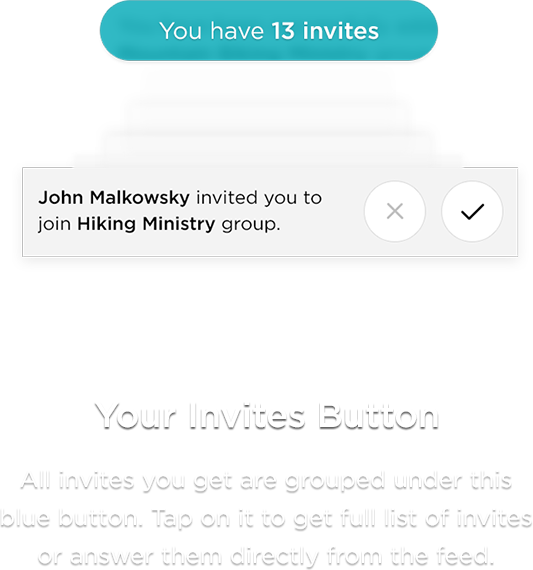 You have 13 invites
John Malkowsky invited you to
join Hiking Ministry group.
Your Invites Button
All invites you get are grouped under this
blue button. Tap on it to get full list of invites
or answer them directly from the feed.